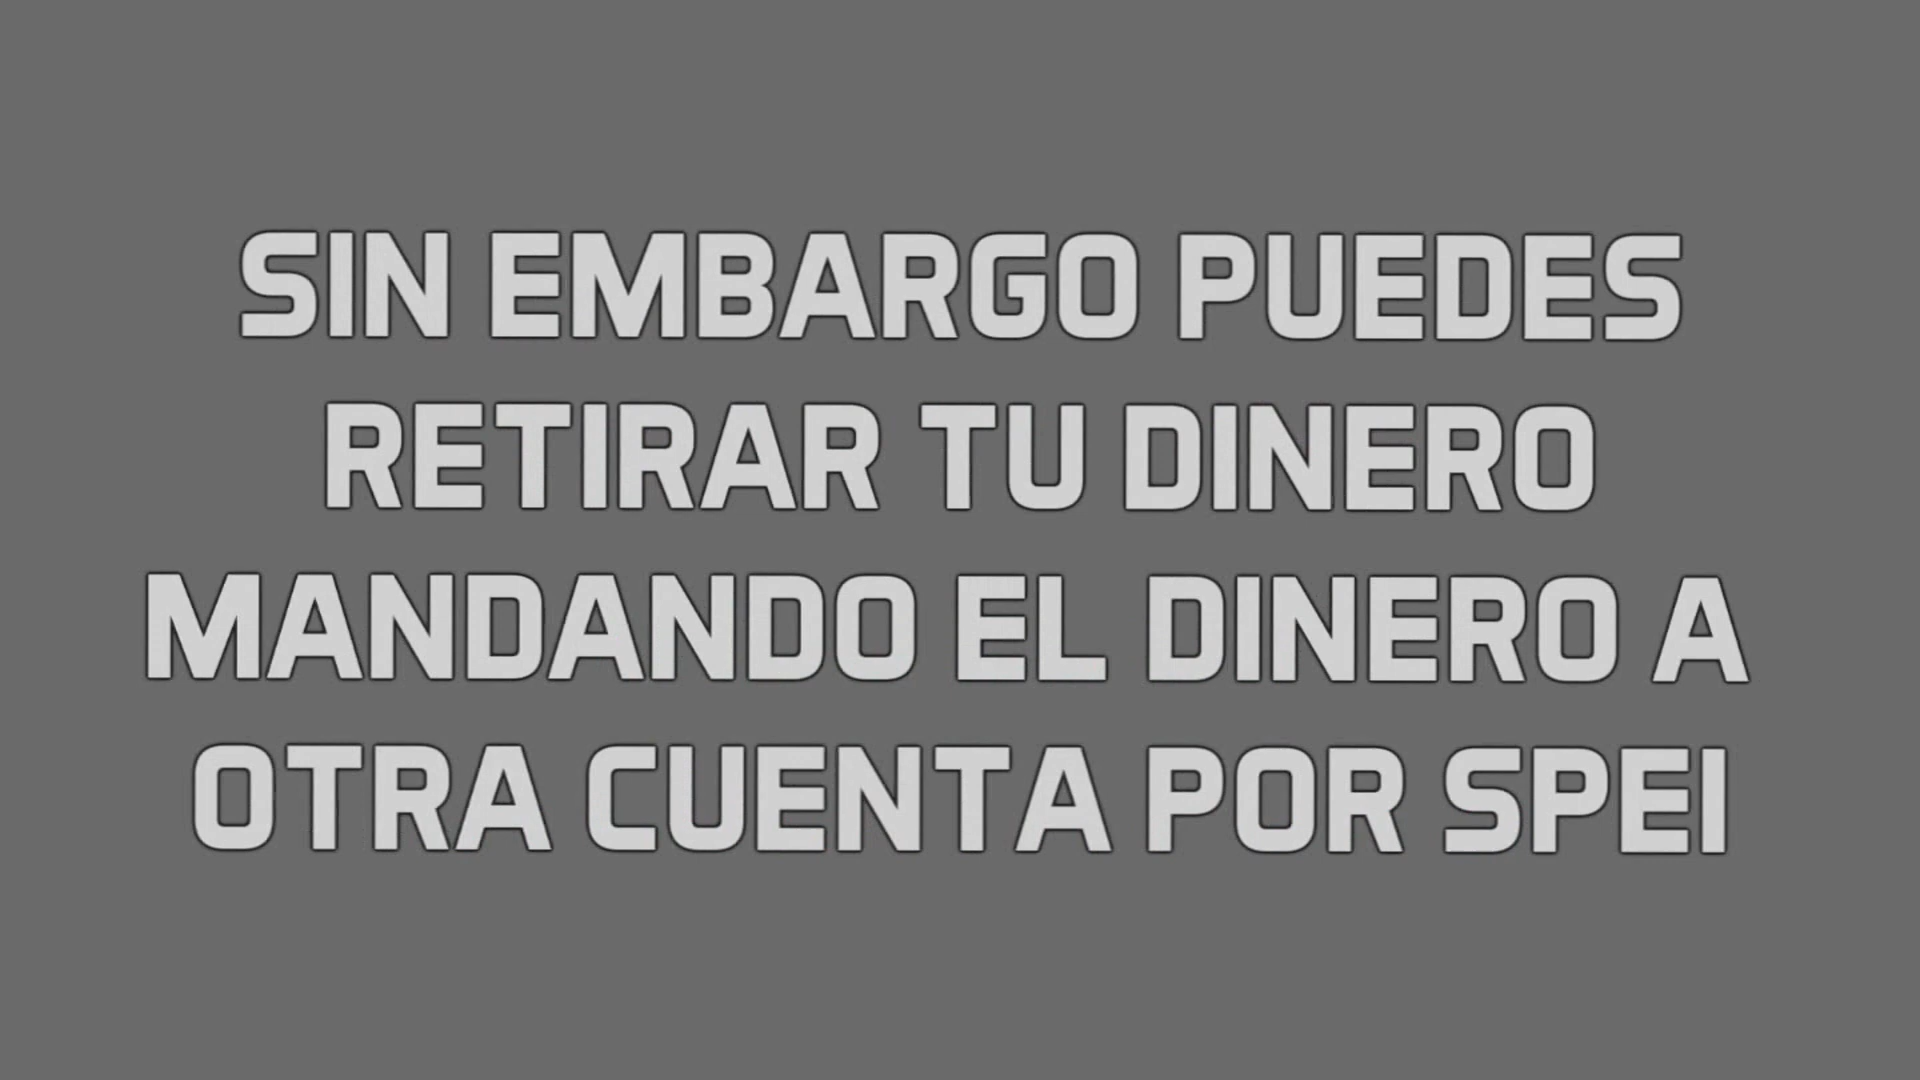 SIN EMBARGO PUEDES
RETIRAR TU DINERO
MANDANDO EL DINERO A
OTRA CUENTA POR SPEI